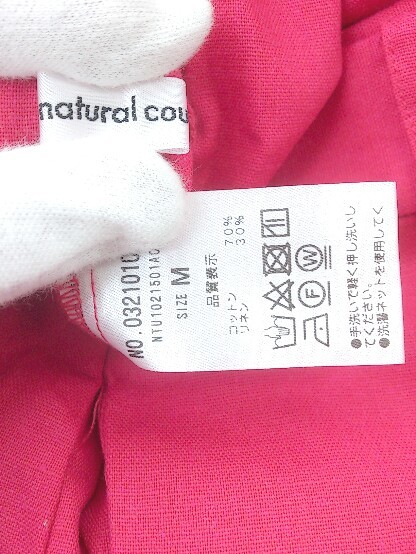 natural cou
NO.0321010
NTU1021501A0
SIZE M
品質表示
コットン 70%
リネン 30%
●手洗いで軽く押し洗いし
てください。
●洗濯ネットを使用してく